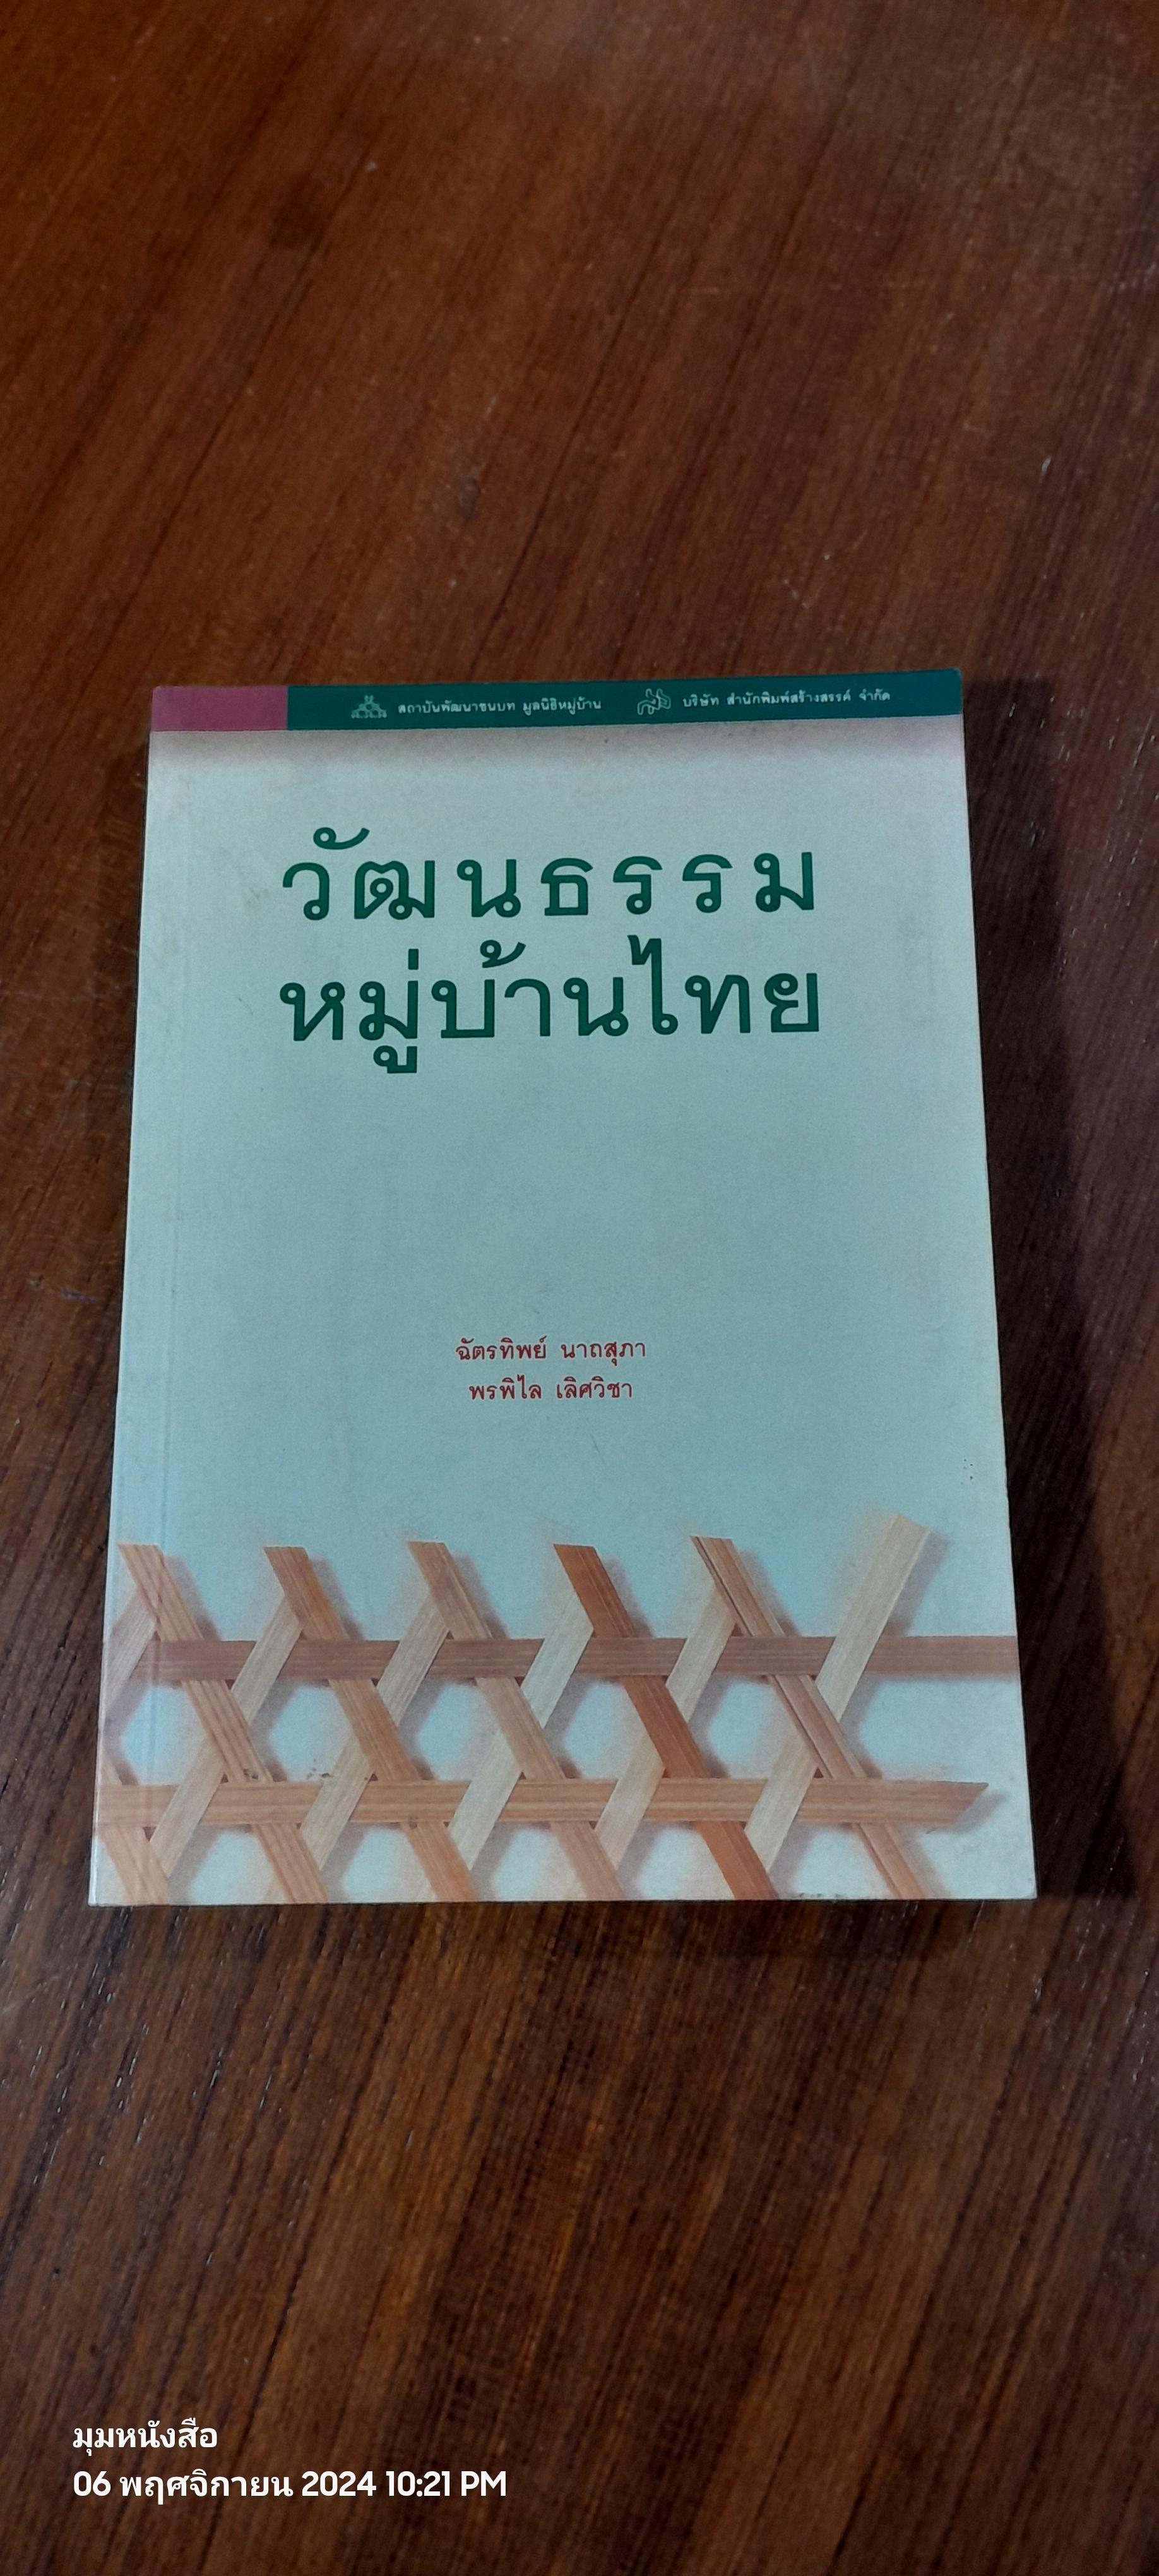 สถาบันพัฒนาชนบท มูลนิธิหมู่บ้าน บริษัท สำนักพิมพ์สร้างสรรค์ จำกัด
วัฒนธรรม
หมู่บ้านไทย
ฉัตรทิพย์ นาถสุภา
พรพิไล เลิศวิชา
มุมหนังสือ
06 พฤศจิกายน 2024 10:21 PM